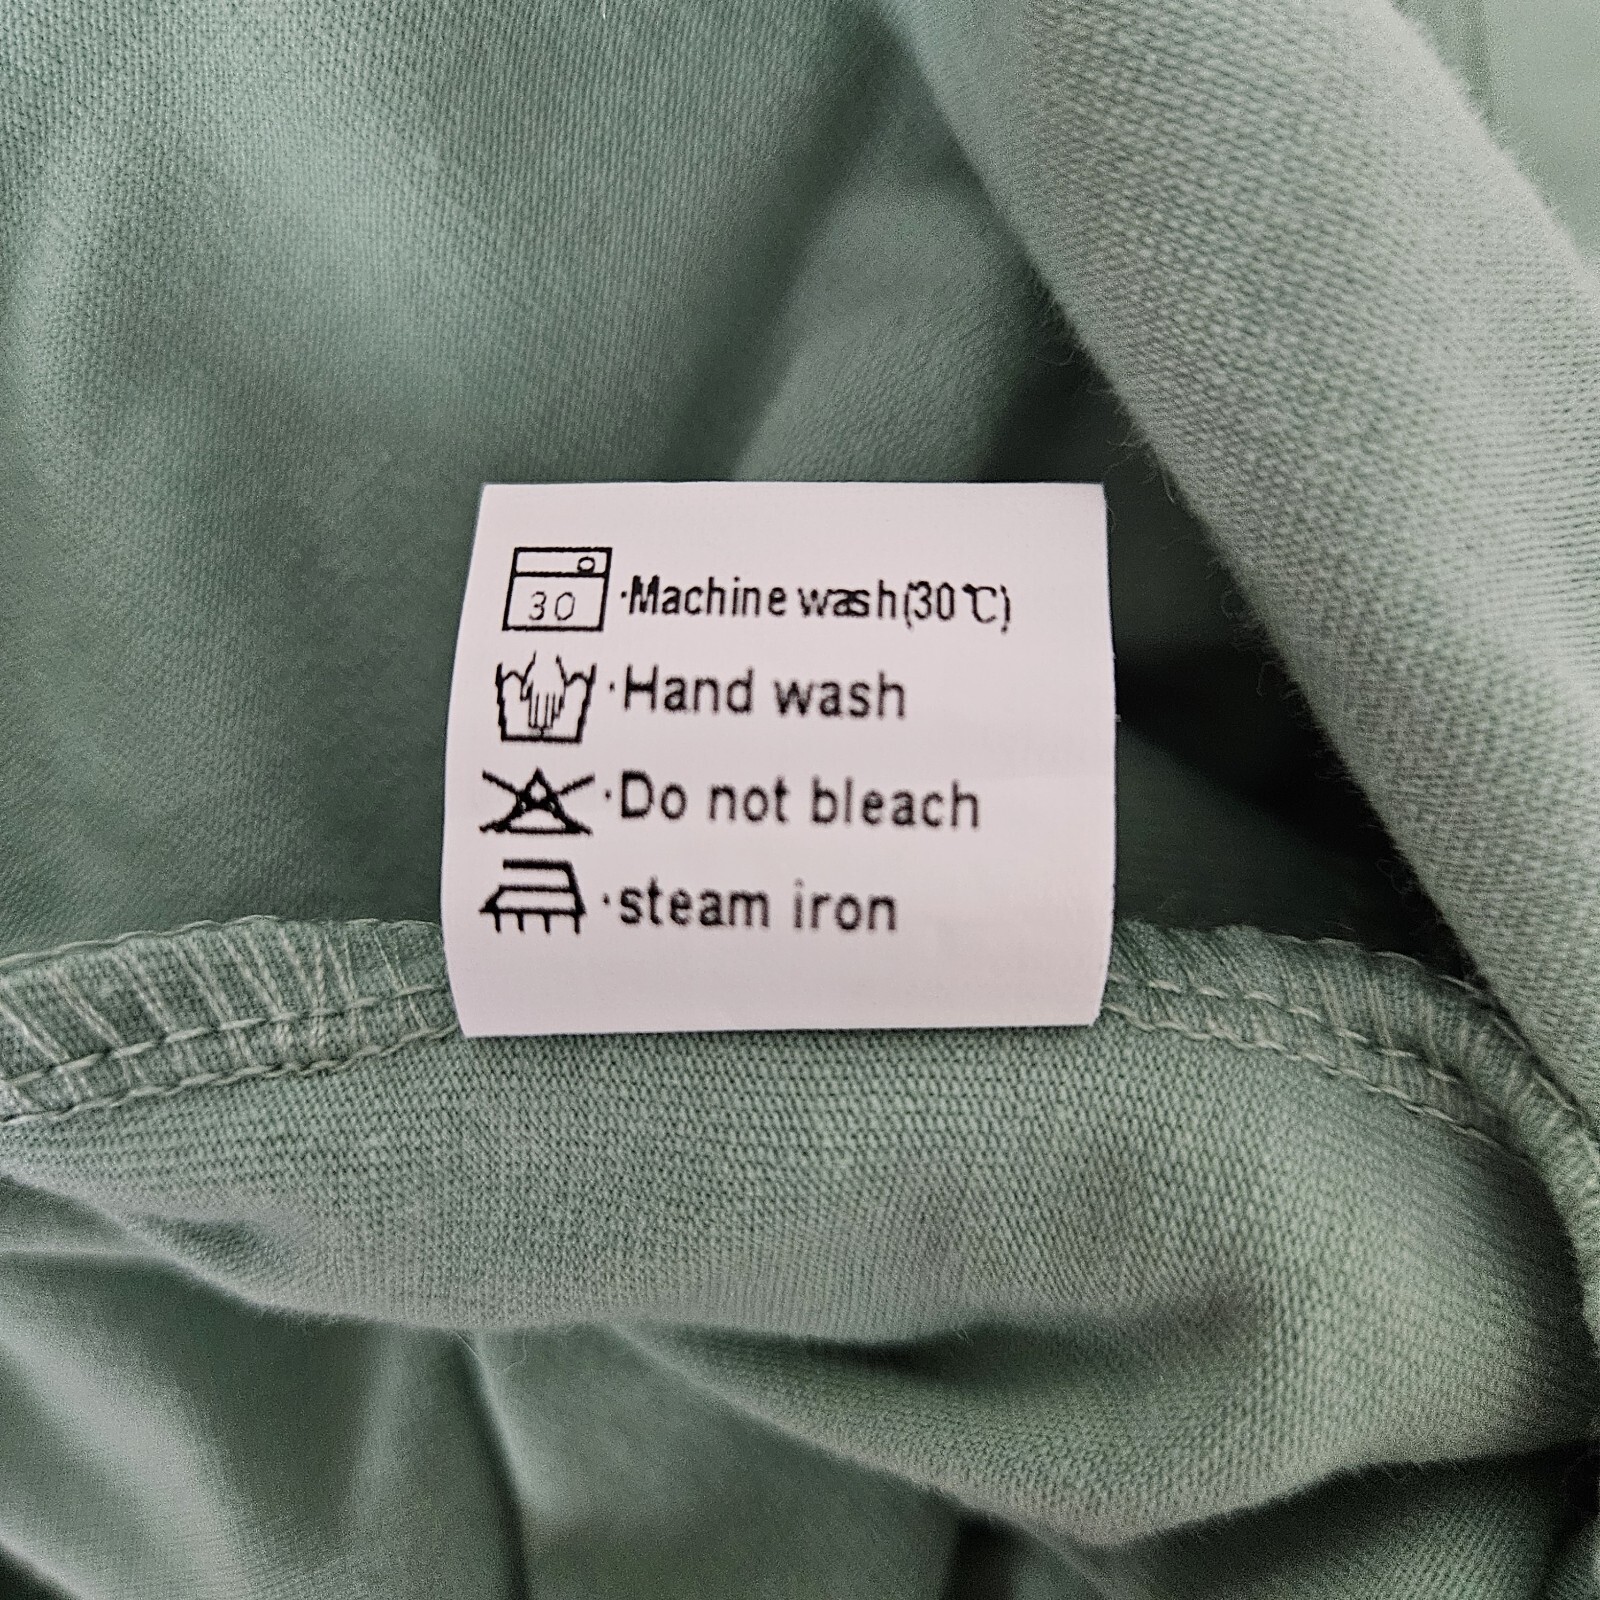 30 ·Machine wash(30℃)
·Hand wash
·Do not bleach
·steam iron